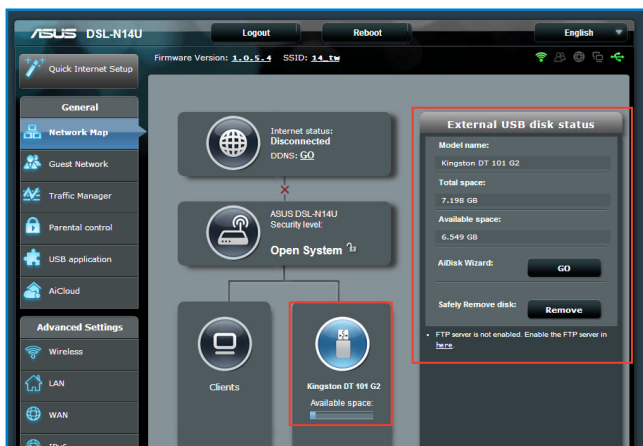 ASUS DSL-N14U
Logout
Reboot
English
Quick Internet Setup
Firmware Version: 1.0.5.4 SSID: 14_tw
General
Network Map
Guest Network
Traffic Manager
Parental control
USB application
AiCloud
Advanced Settings
Wireless
LAN
WAN
Internet status:
Disconnected
DDNS: GO
ASUS DSL-N14U
Security level:
Open System
Clients
Kingston DT 101 G2
Available space:
External USB disk status
Model name:
Kingston DT 101 G2
Total space:
7.198 GB
Available space:
6.549 GB
AiDisk Wizard:
GO
Safely Remove disk:
Remove
• FTP server is not enabled. Enable the FTP server in
here.